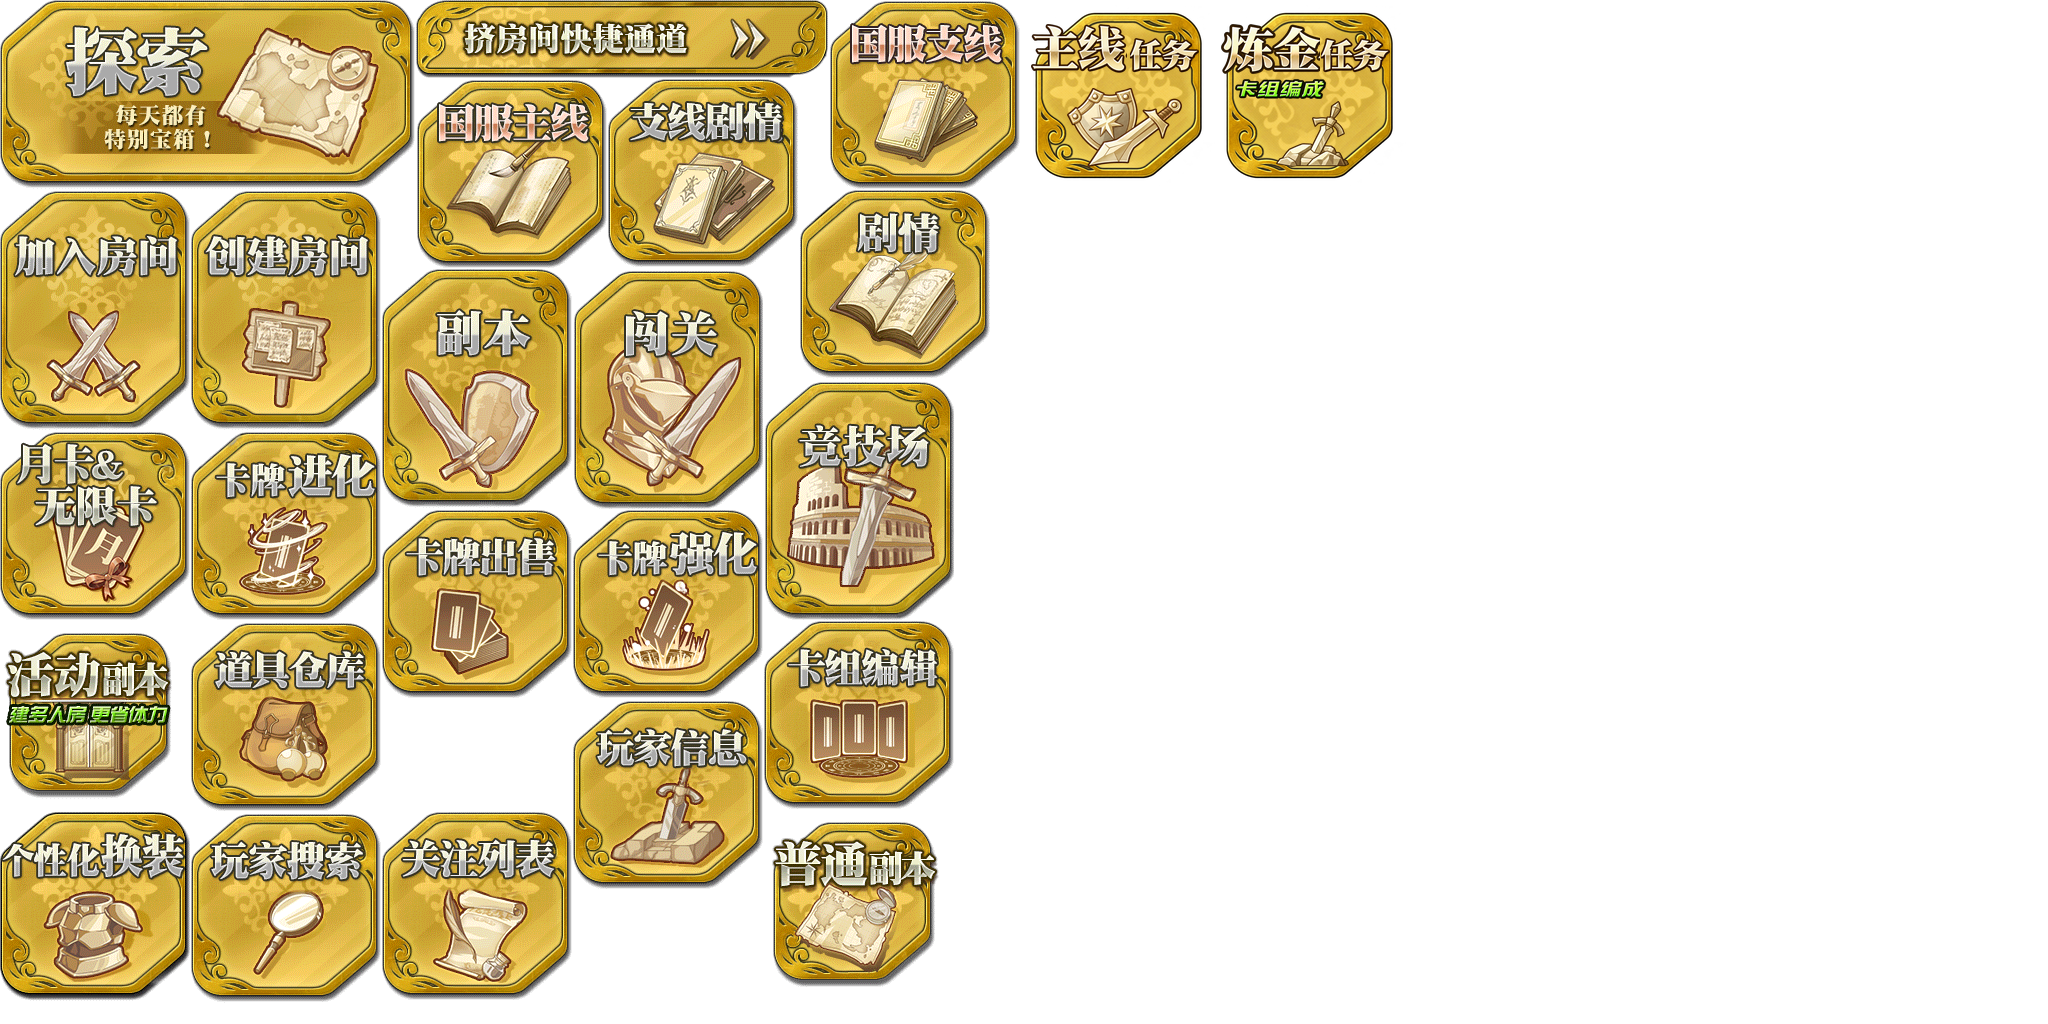 探索
每天都有
特别宝箱！
挤房间快捷通道
国服主线
支线剧情
国服支线
主线任务
炼金任务
卡组编成
加入房间
创建房间
副本
闯关
剧情
竞技场
月卡&
无限卡
月
卡牌进化
卡牌出售
卡牌强化
活动副本
建多人房 更省体力
道具仓库
玩家信息
卡组编辑
个性化换装
玩家搜索
关注列表
普通副本